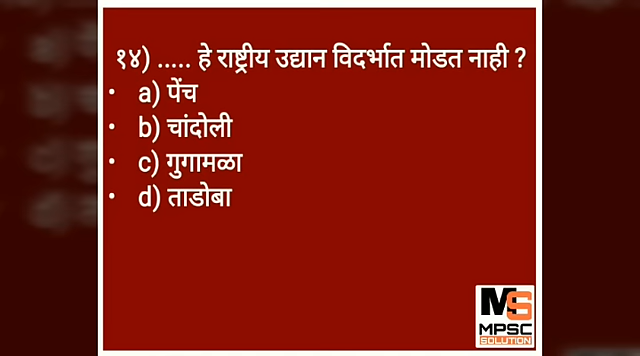 १४) ..... हे राष्ट्रीय उद्यान विदर्भात मोडत नाही ?
• a) पेंच
• b) चांदोली
• c) गुगामळा
• d) ताडोबा
MS
MPSC
SOLUTION